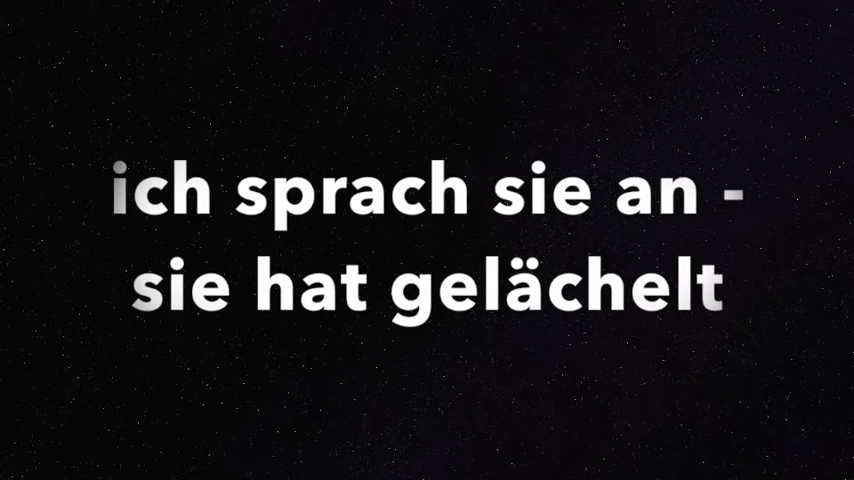 ich sprach sie an -
sie hat gelächelt